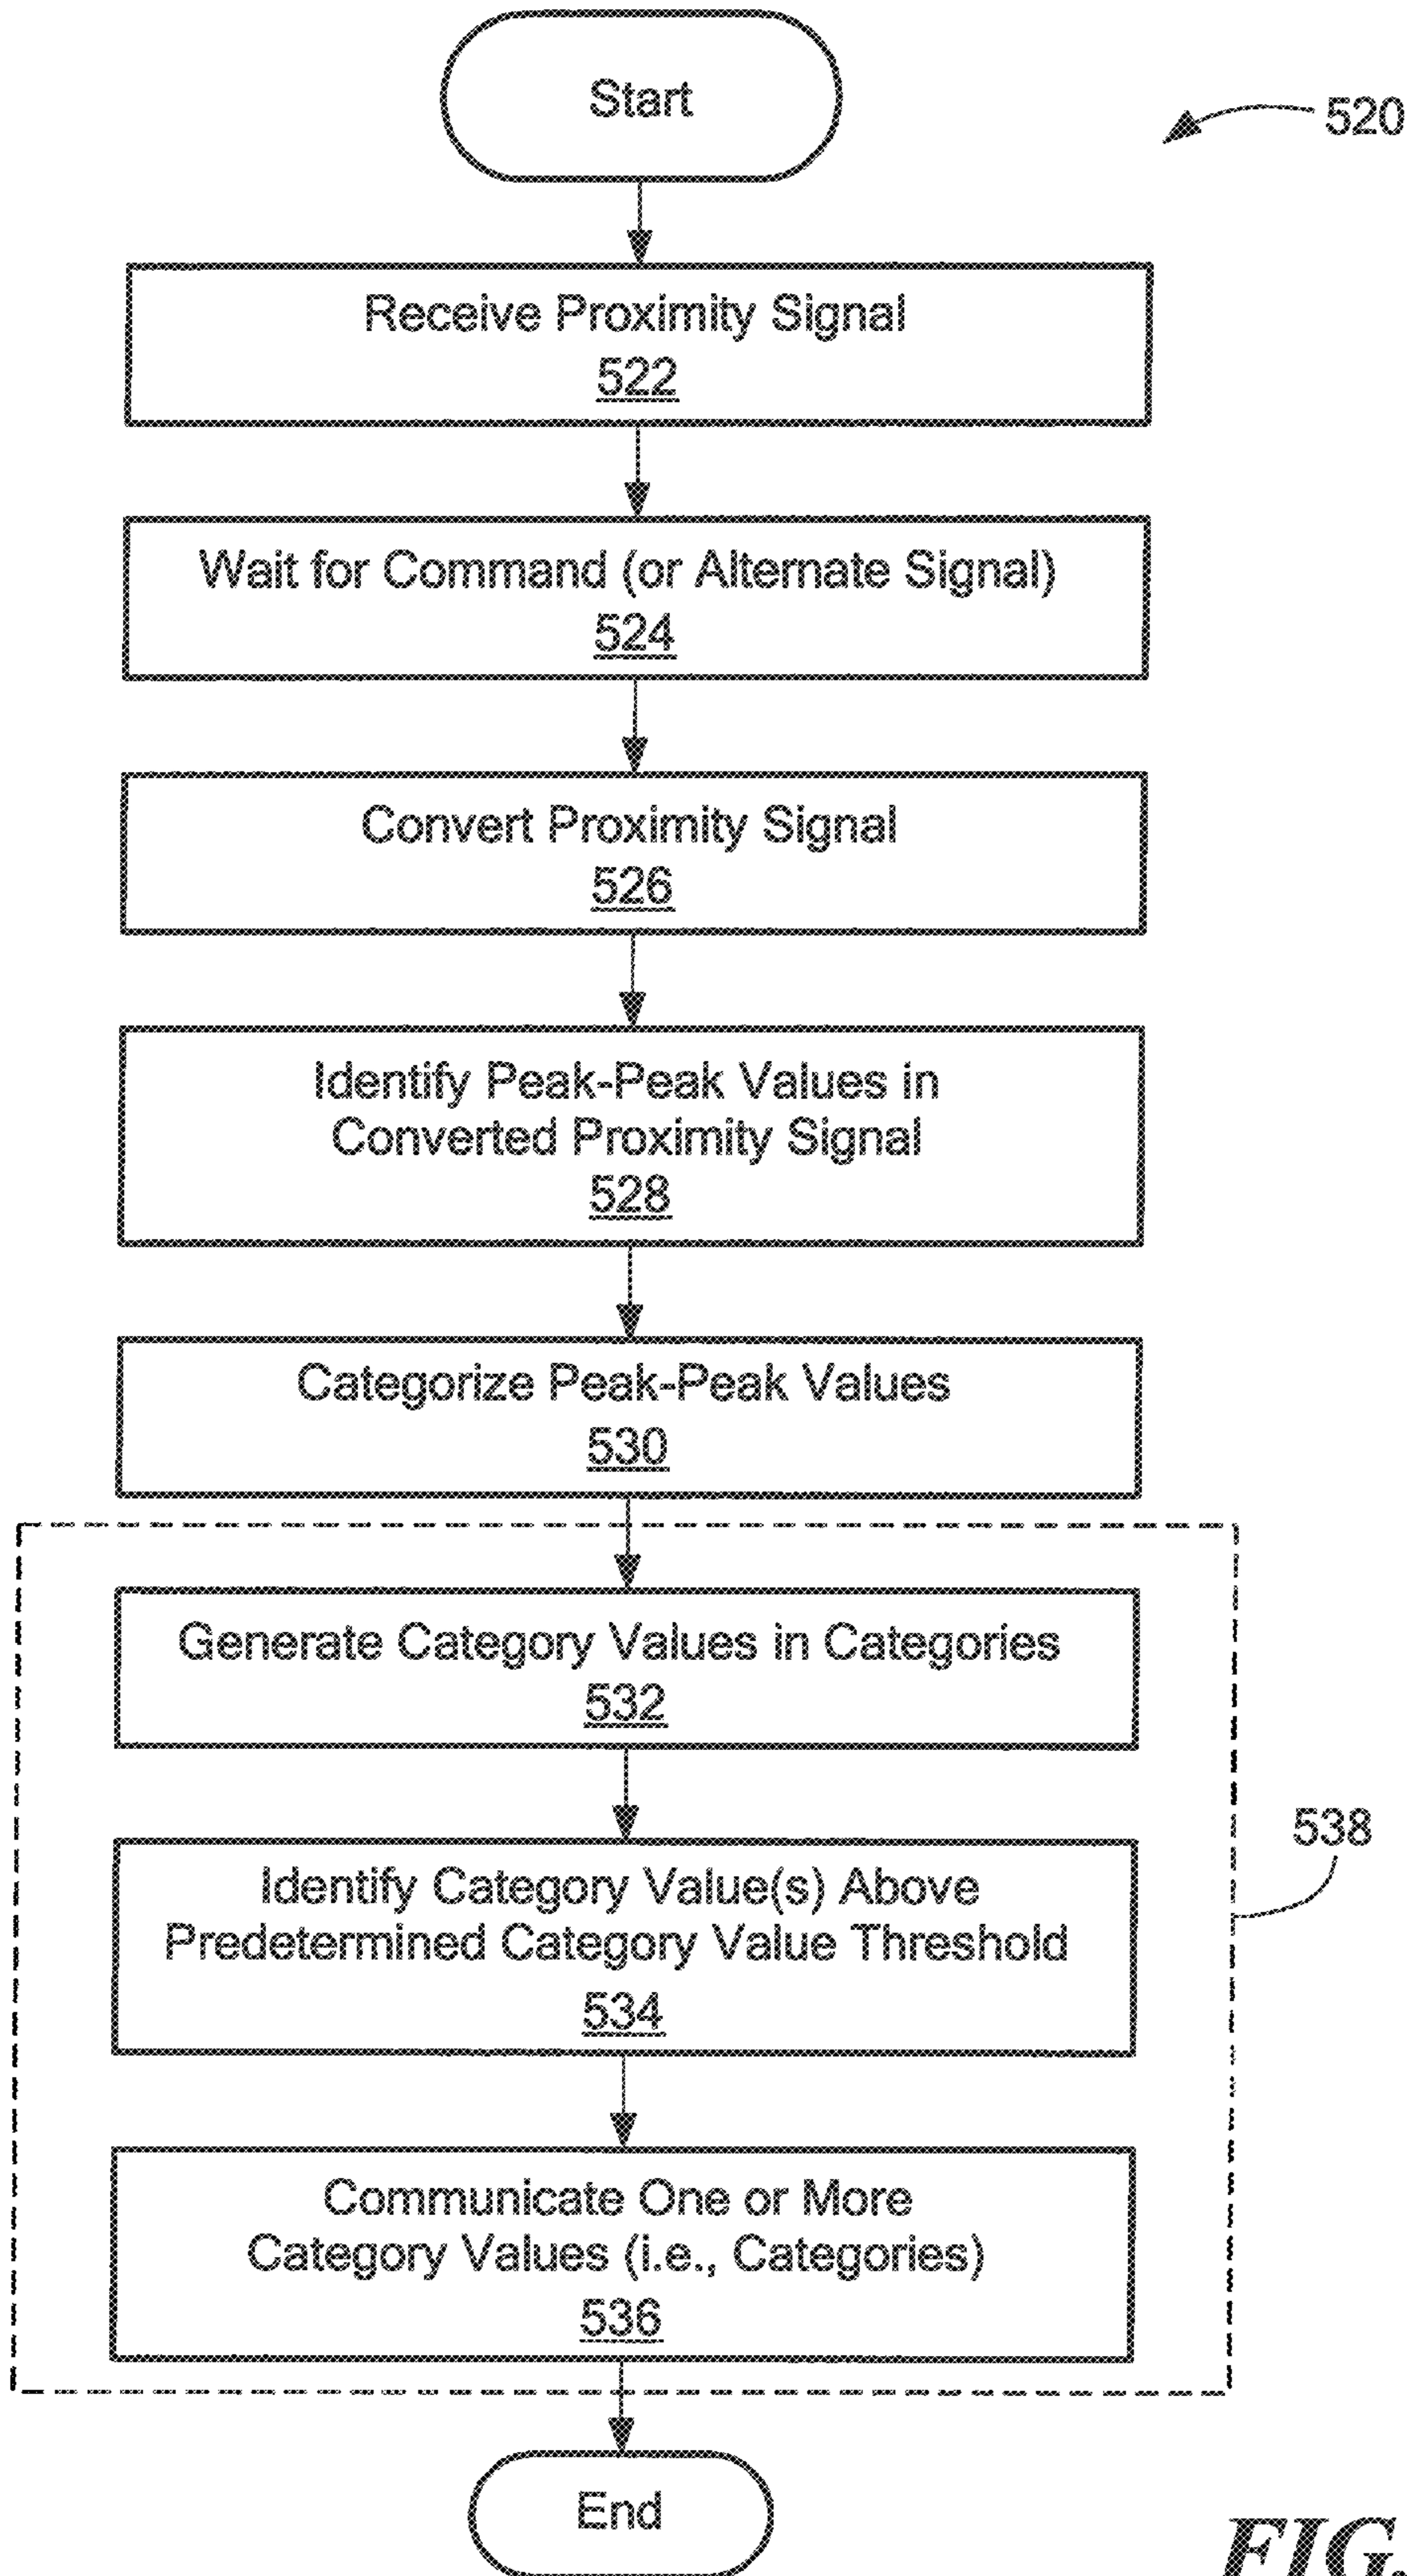 Start
520
Receive Proximity Signal
522
Wait for Command (or Alternate Signal)
524
Convert Proximity Signal
526
Identify Peak-Peak Values in
Converted Proximity Signal
528
Categorize Peak-Peak Values
530
Generate Category Values in Categories
532
538
Identify Category Value(s) Above
Predetermined Category Value Threshold
534
Communicate One or More
Category Values (i.e., Categories)
536
End
FIG.